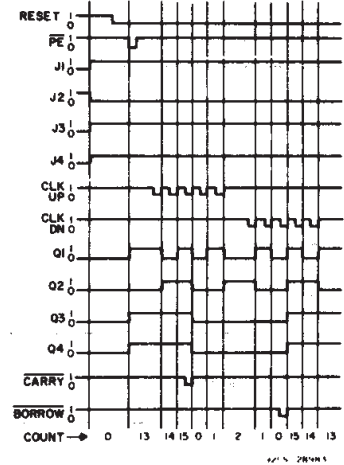 RESET 1 0
PE 1 0
J1 1 0
J2 1 0
J3 1 0
J4 1 0
CLK UP 1 0
CLK DN 1 0
Q1 1 0
Q2 1 0
Q3 1 0
Q4 1 0
CARRY 1 0
BORROW 1 0
COUNT → 0 13 14 15 0 1 2 1 0 15 14 13